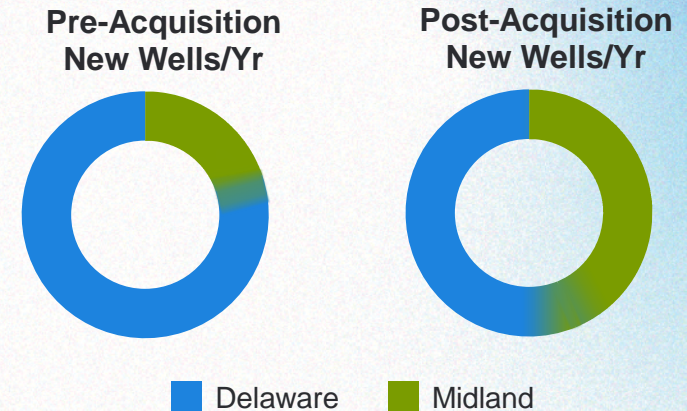 Pre-Acquisition
New Wells/Yr
Post-Acquisition
New Wells/Yr
Delaware
Midland